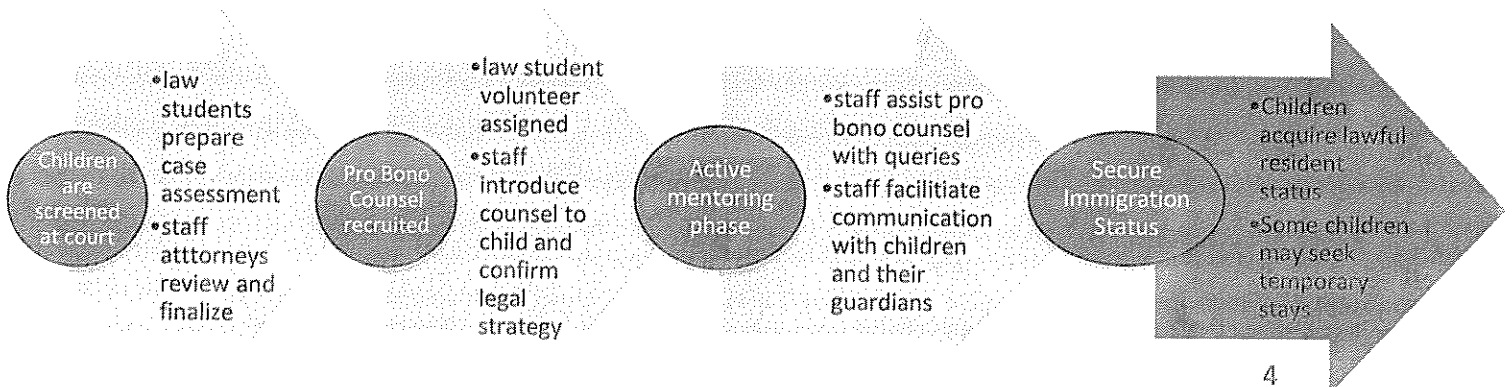 Children
are
screened
at court
•law
students
prepare
case
assessment
•staff
atttorneys
review and
finalize
Pro Bono
Counsel
recruited
•law student
volunteer
assigned
•staff
introduce
counsel to
child and
confirm
legal
strategy
Active
mentoring
phase
•staff assist pro
bono counsel
with queries
•staff facilitiate
communication
with children
and their
guardians
Secure
Immigration
Status
•Children
acquire lawful
resident
status
•Some children
may seek
temporary
stays
4